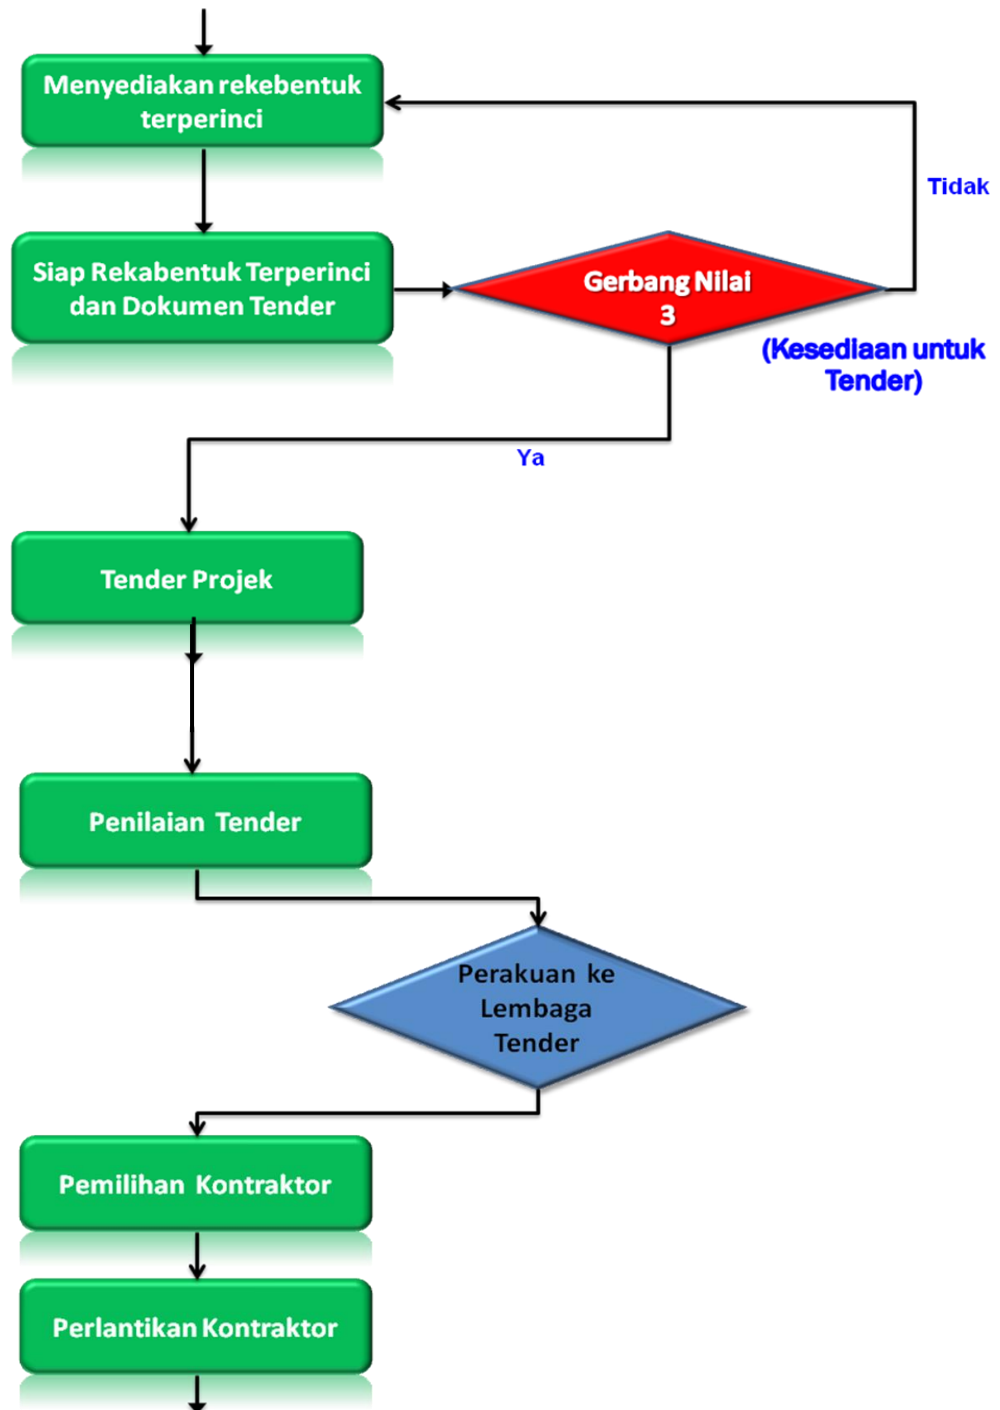 Menyediakan rekebentuk
terperinci
Tidak
Siap Rekabentuk Terperinci
dan Dokumen Tender
Gerbang Nilai
3
(Kesediaan untuk
Tender)
Ya
Tender Projek
Penilaian Tender
Perakuan ke
Lembaga
Tender
Pemilihan Kontraktor
Perlantikan Kontraktor